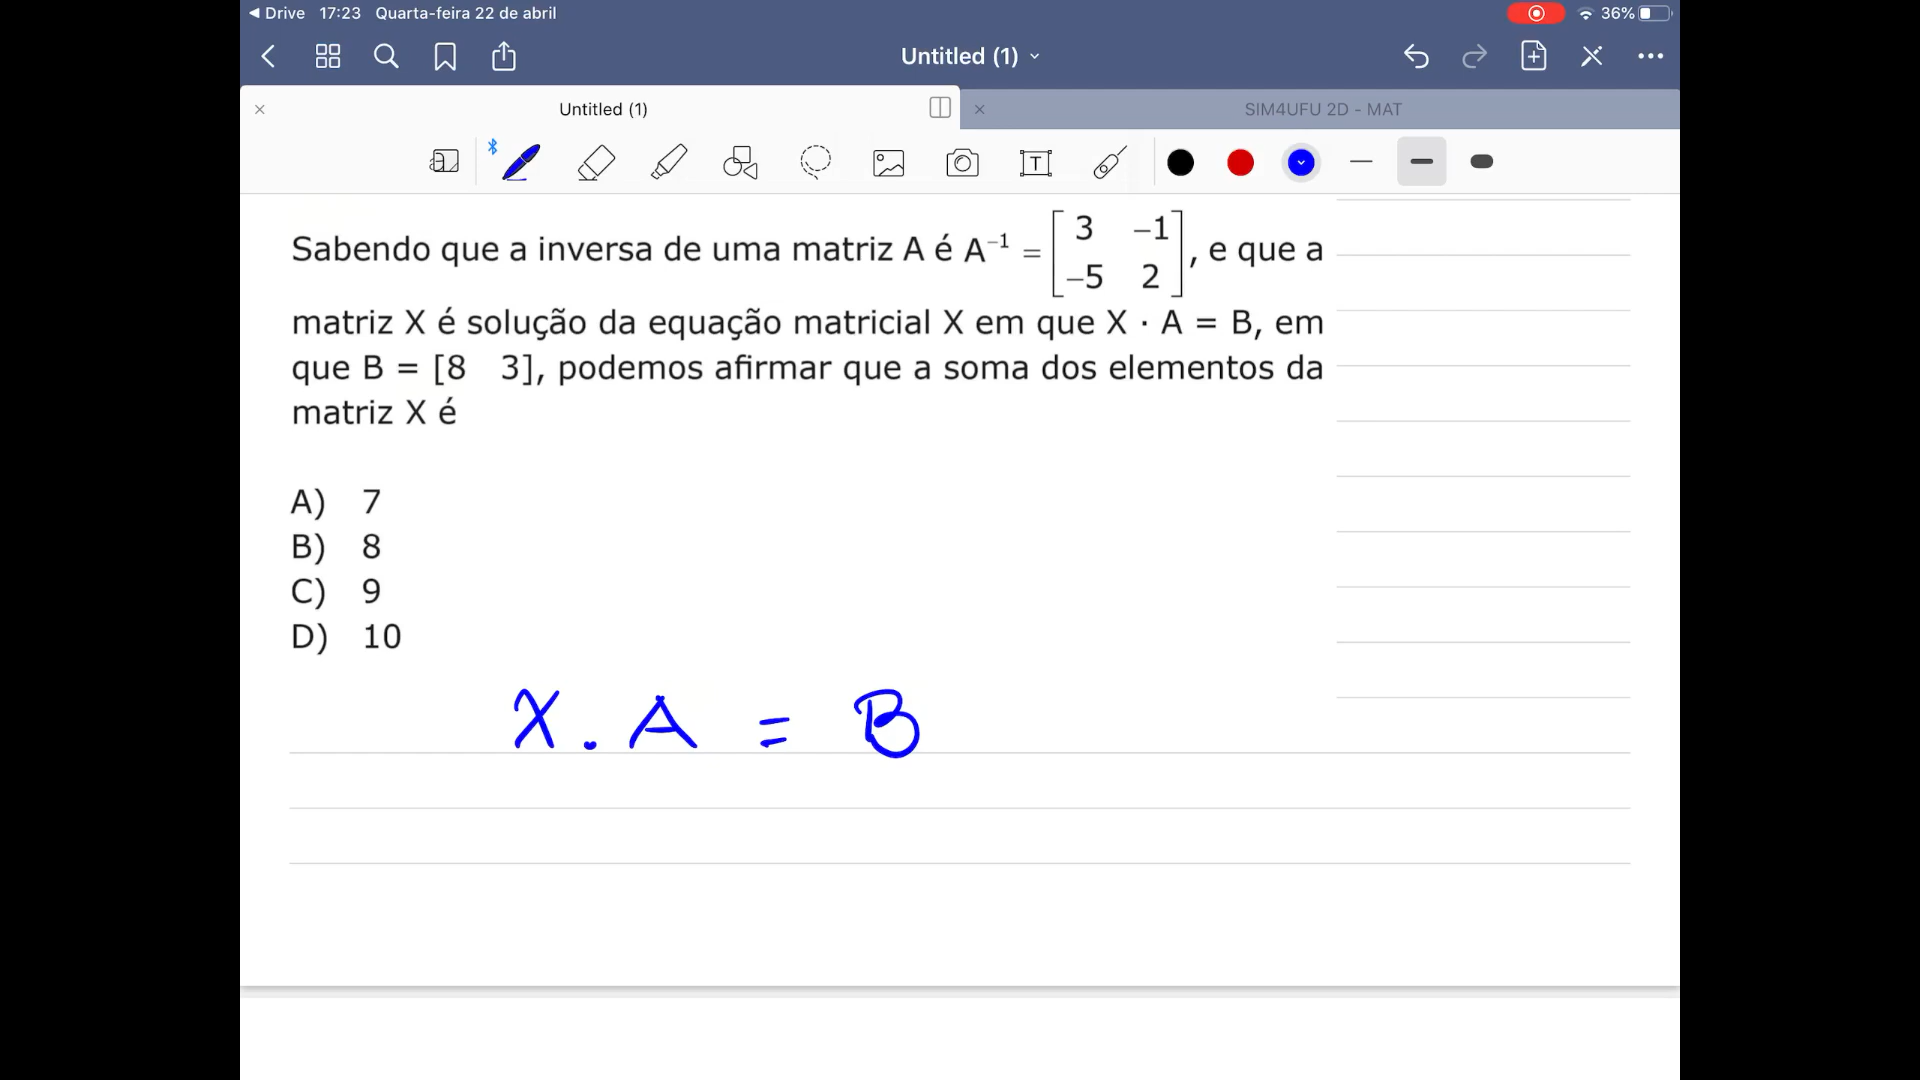 Drive 17:23 Quarta-feira 22 de abril 36%
Untitled (1)
Untitled (1) SIM4UFU 2D - MAT
Sabendo que a inversa de uma matriz A é A⁻¹ = [3 −1; −5 2], e que a
matriz X é solução da equação matricial X em que X · A = B, em
que B = [8 3], podemos afirmar que a soma dos elementos da
matriz X é
A) 7
B) 8
C) 9
D) 10
X . A = B